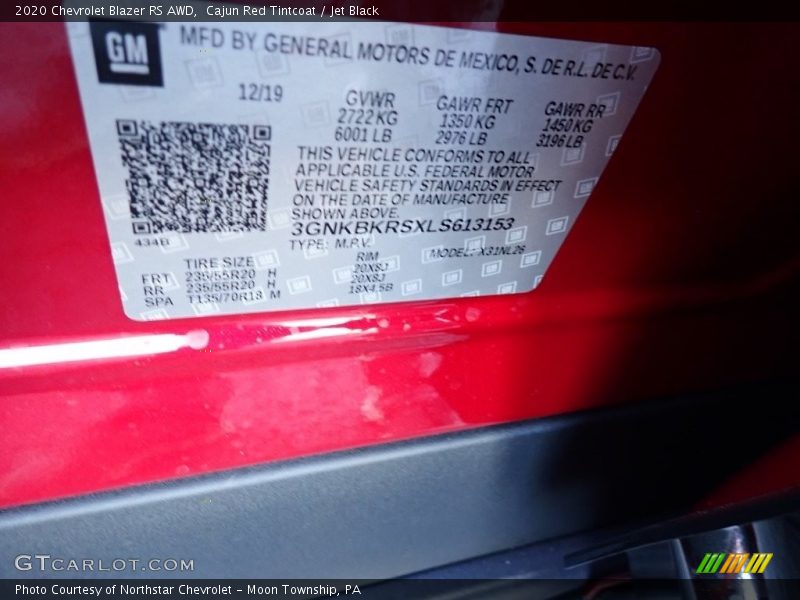 2020 Chevrolet Blazer RS AWD, Cajun Red Tintcoat / Jet Black
GM
MFD BY GENERAL MOTORS DE MEXICO, S. DE R.L. DE C.V.
12/19
GVWR GAWR FRT GAWR RR
2722 KG 1350 KG 1450 KG
6001 LB 2976 LB 3196 LB
THIS VEHICLE CONFORMS TO ALL
APPLICABLE U.S. FEDERAL MOTOR
VEHICLE SAFETY STANDARDS IN EFFECT
ON THE DATE OF MANUFACTURE
SHOWN ABOVE.
3GNKBKRSXLS613153
434B
TYPE: M.P.V. MODEL: X31NL26
TIRE SIZE RIM
FRT 235/55R20 H 20X8J
RR 235/55R20 H 20X8J
SPA T135/70R18 M 18X4.5B
GTCARLOT.COM
Photo Courtesy of Northstar Chevrolet - Moon Township, PA